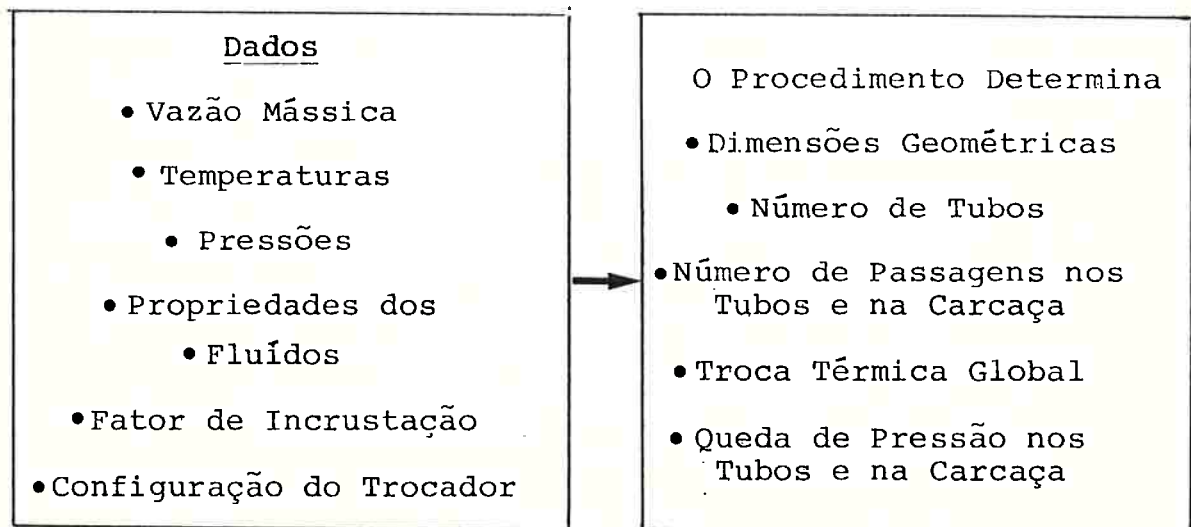 Dados
• Vazão Mássica
• Temperaturas
• Pressões
• Propriedades dos
• Fluídos
• Fator de Incrustação
• Configuração do Trocador
O Procedimento Determina
• Dimensões Geométricas
• Número de Tubos
• Número de Passagens nos
Tubos e na Carcaça
• Troca Térmica Global
• Queda de Pressão nos
Tubos e na Carcaça